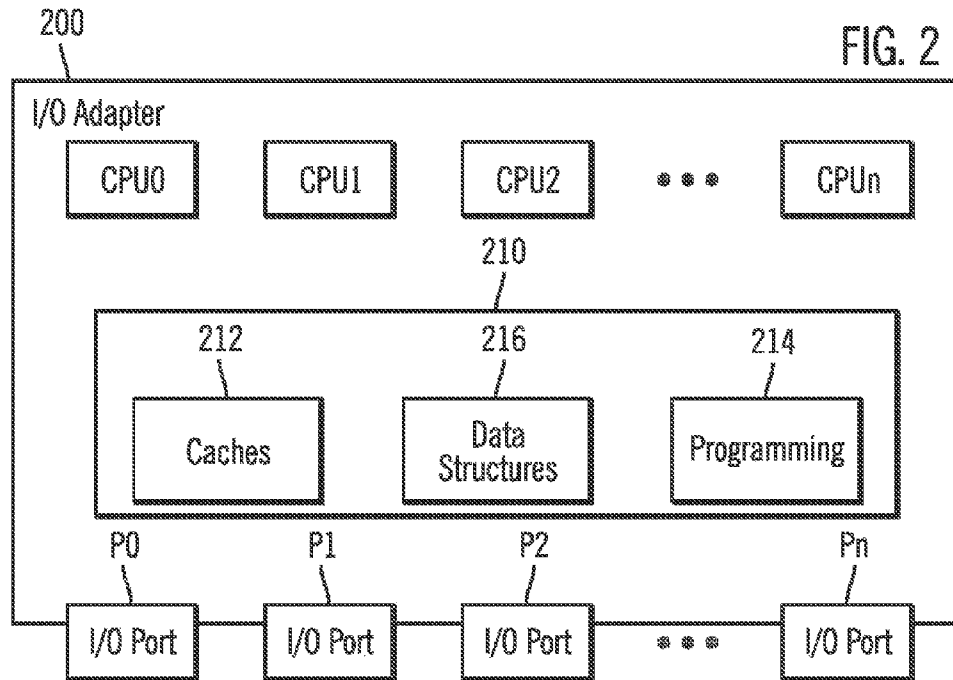 200
FIG. 2
I/O Adapter
CPU0
CPU1
CPU2
•••
CPUn
210
212
216
214
Caches
Data
Structures
Programming
P0
P1
P2
Pn
I/O Port
I/O Port
I/O Port
•••
I/O Port